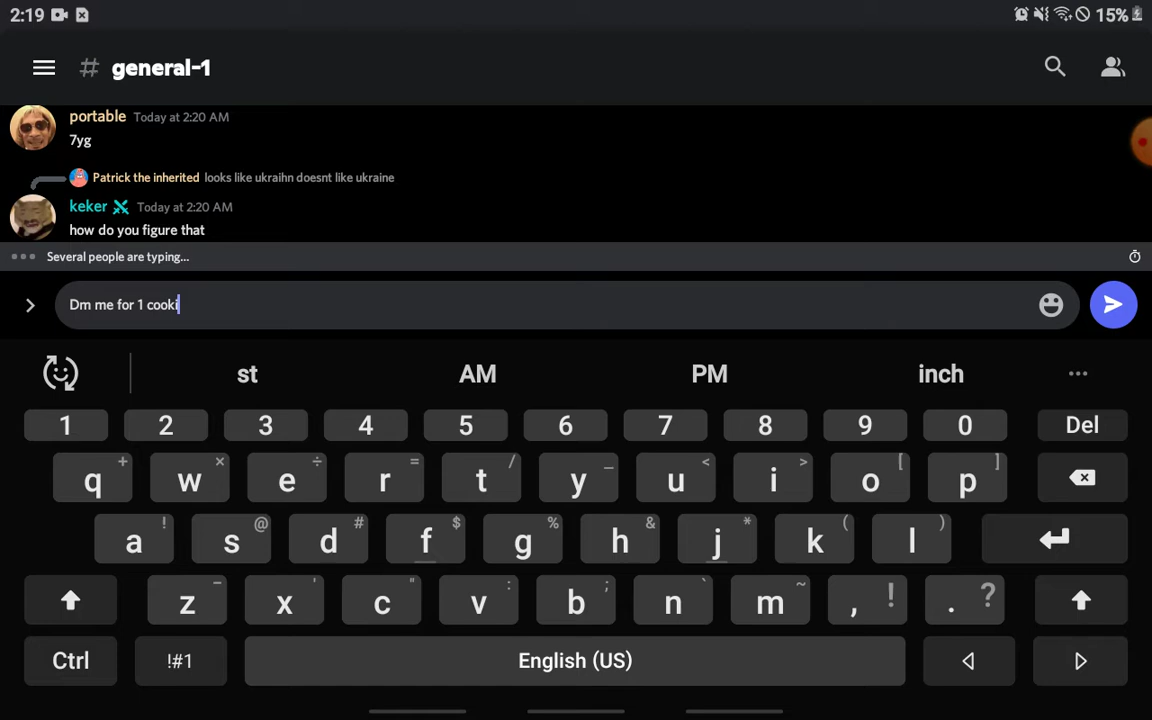 2:19
15%
# general-1
portable Today at 2:20 AM
7yg
Patrick the inherited looks like ukraihn doesnt like ukraine
keker Today at 2:20 AM
how do you figure that
Several people are typing...
Dm me for 1 cooki
st AM PM inch ...
1 2 3 4 5 6 7 8 9 0 Del
+ × ÷ = / _ < > [ ]
q w e r t y u i o p
! @ # $ % & * ( )
a s d f g h j k l
- ' " : ; ` ~ ! ?
z x c v b n m , .
Ctrl !#1 English (US)